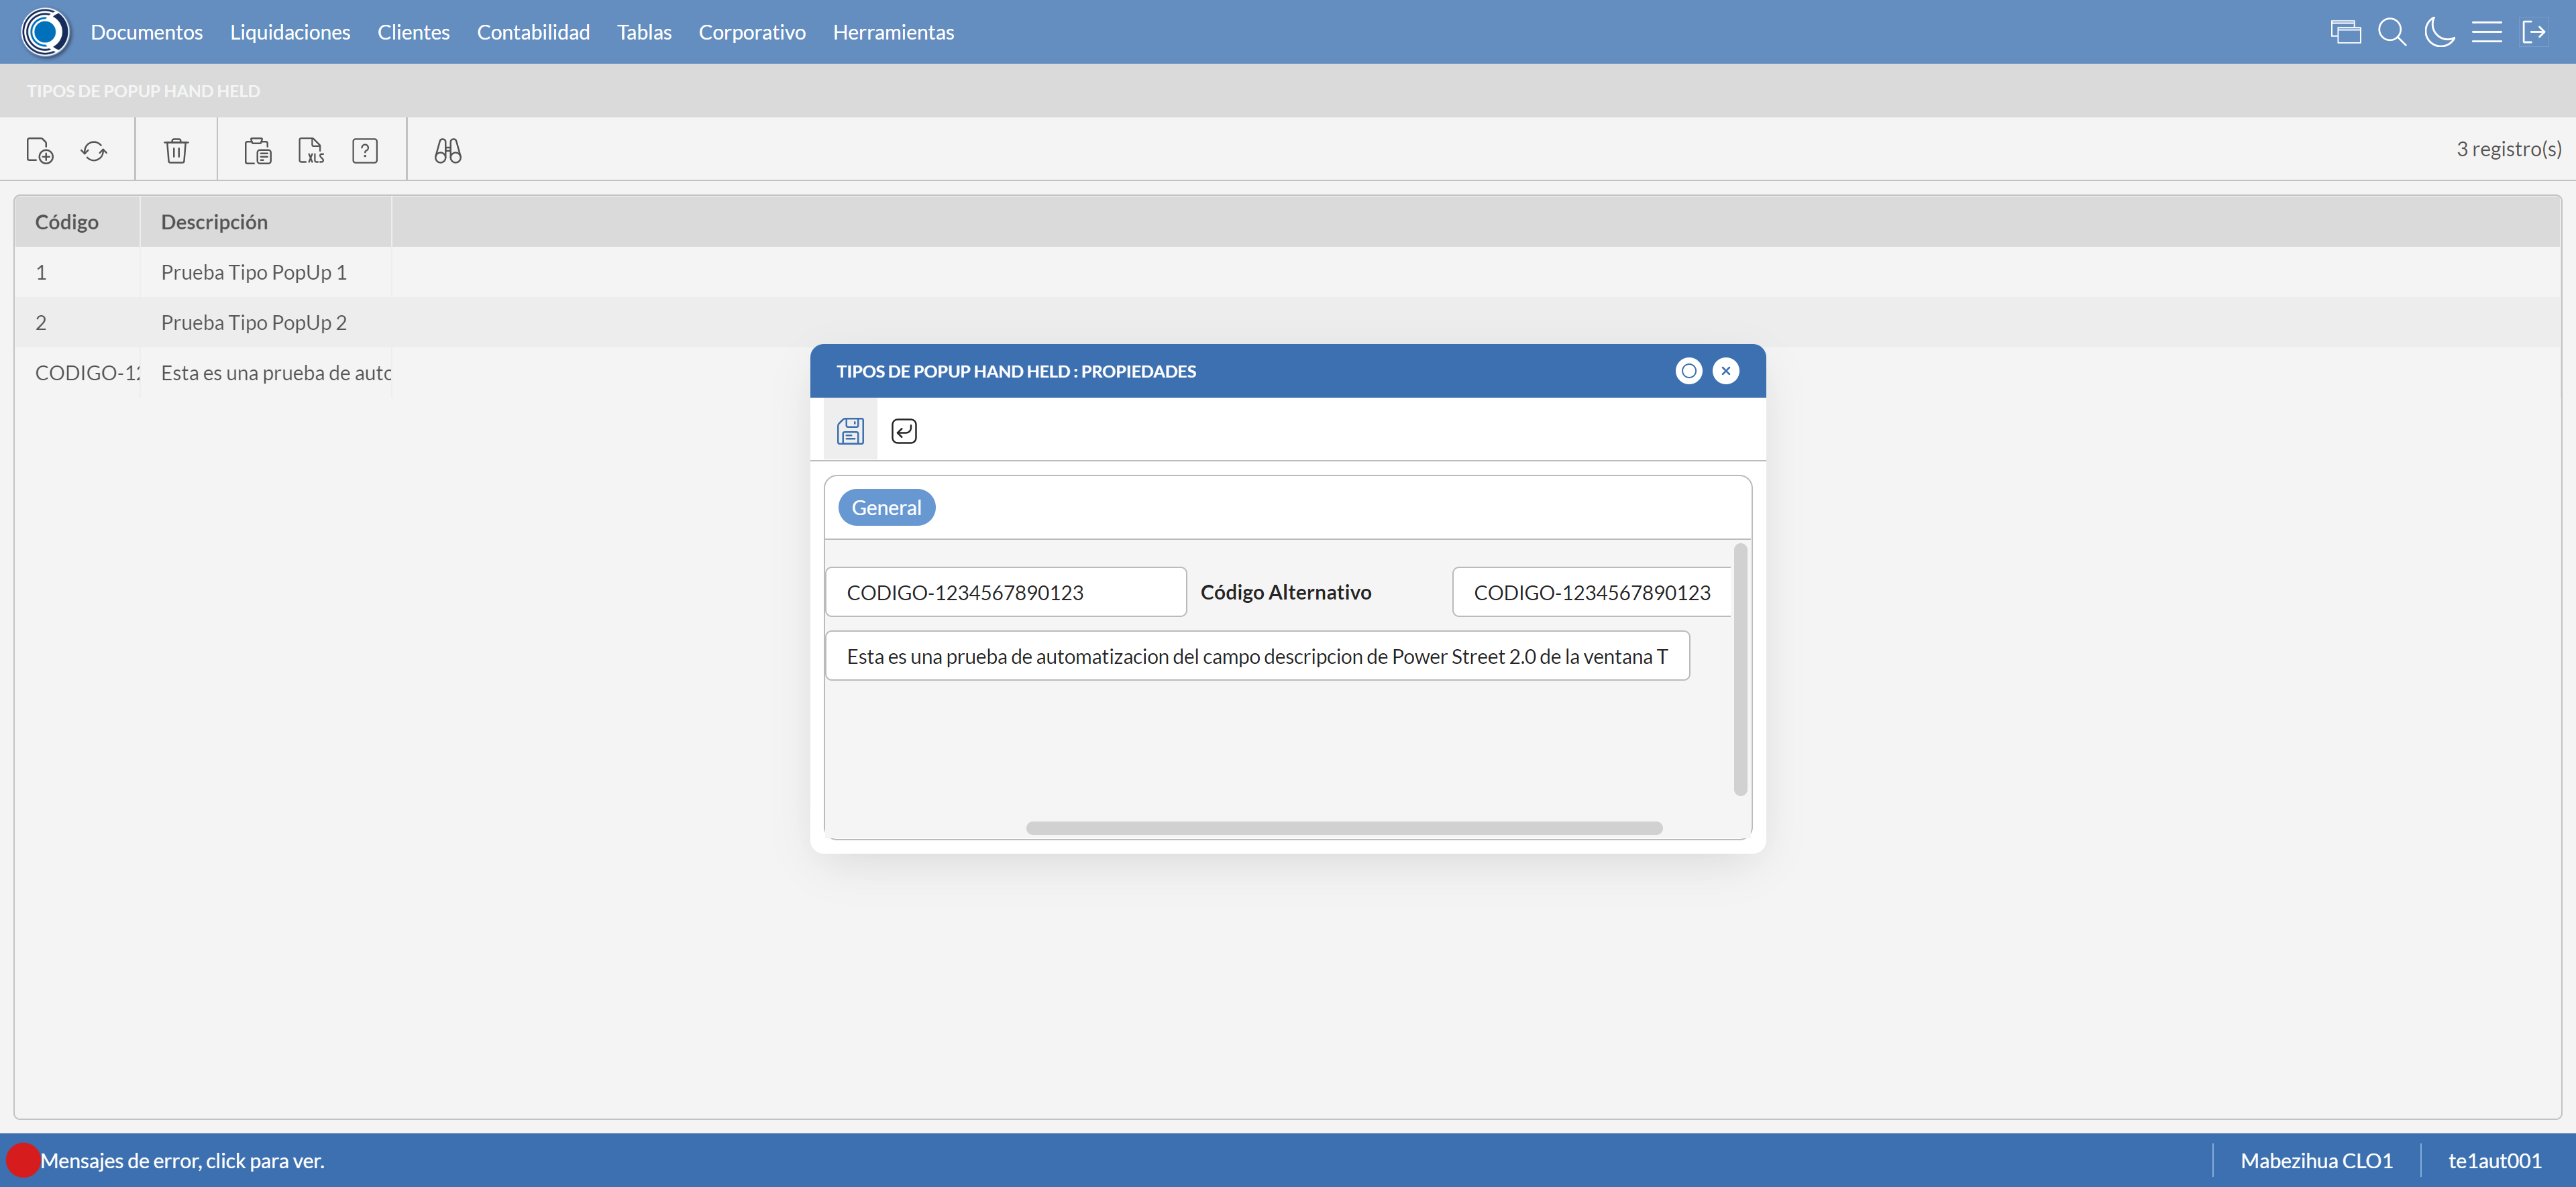 Documentos Liquidaciones Clientes Contabilidad Tablas Corporativo Herramientas
TIPOS DE POPUP HAND HELD
XLS ? 3 registro(s)
Código Descripción
1 Prueba Tipo PopUp 1
2 Prueba Tipo PopUp 2
CODIGO-12 Esta es una prueba de auto
TIPOS DE POPUP HAND HELD : PROPIEDADES
General
CODIGO-1234567890123 Código Alternativo CODIGO-1234567890123
Esta es una prueba de automatizacion del campo descripcion de Power Street 2.0 de la ventana T
Mensajes de error, click para ver. Mabezihua CLO1 te1aut001